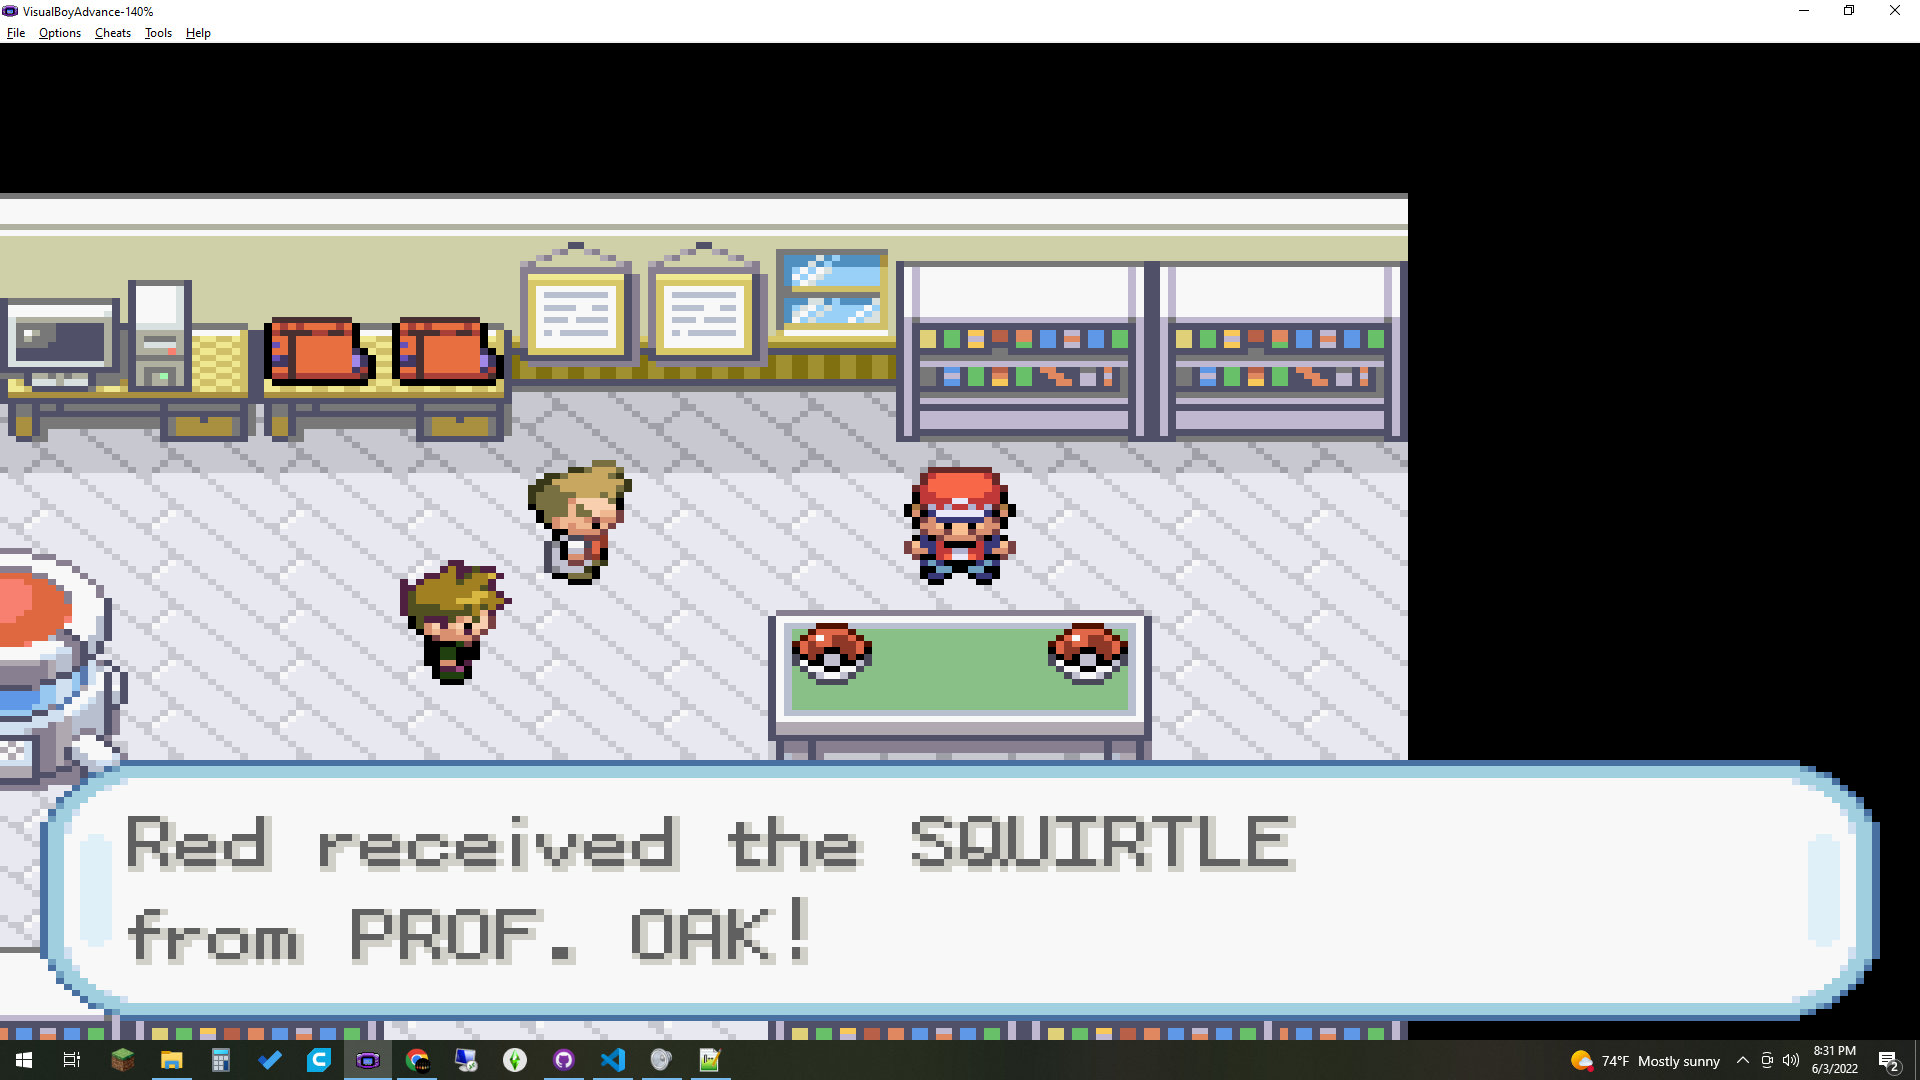 VisualBoyAdvance-140%
File Options Cheats Tools Help
Red received the SQUIRTLE
from PROF. OAK!
74°F Mostly sunny
8:31 PM
6/3/2022
2